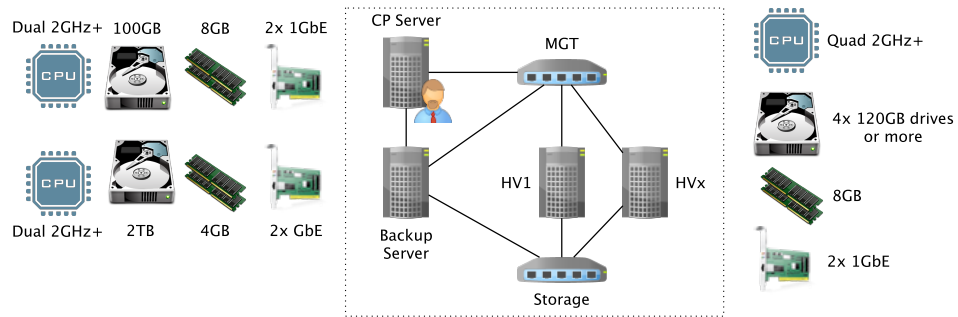 Dual 2GHz+ 100GB 8GB 2x 1GbE
CPU
CPU
Dual 2GHz+ 2TB 4GB 2x GbE
CP Server
MGT
HV1
HVx
Backup
Server
Storage
CPU
Quad 2GHz+
4x 120GB drives
or more
8GB
2x 1GbE